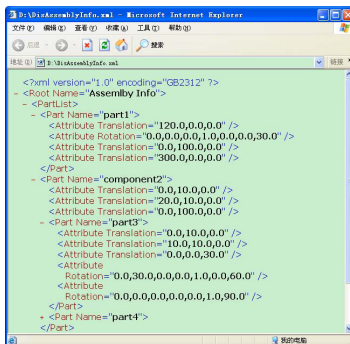 D:\DisAssemblyInfo.xml - Microsoft Internet Explorer
文件(F) 编辑(E) 查看(V) 收藏(A) 工具(T) 帮助(H)
后退 搜索
地址(D) D:\DisAssemblyInfo.xml 链接
<?xml version="1.0" encoding="GB2312" ?>
- <Root Name="Assemlby Info">
- <PartList>
- <Part Name="part1">
<Attribute Translation="120.0,0.0,0.0" />
<Attribute Rotation="0.0,0.0,0.0,1.0,0.0,0.0,30.0" />
<Attribute Translation="0.0,100.0,0.0" />
<Attribute Translation="300.0,0.0,0.0" />
</Part>
- <Part Name="component2">
<Attribute Translation="0.0,10.0,0.0" />
<Attribute Translation="20.0,10.0,0.0" />
<Attribute Translation="0.0,100.0,0.0" />
- <Part Name="part3">
<Attribute Translation="0.0,10.0,0.0" />
<Attribute Translation="10.0,10.0,0.0" />
<Attribute Translation="0.0,0.0,30.0" />
<Attribute
Rotation="0.0,30.0,0.0,0.0,1.0,0.0,60.0" />
<Attribute
Rotation="0.0,0.0,0.0,0.0,0.0,1.0,90.0" />
</Part>
+ <Part Name="part4">
</Part>
我的电脑